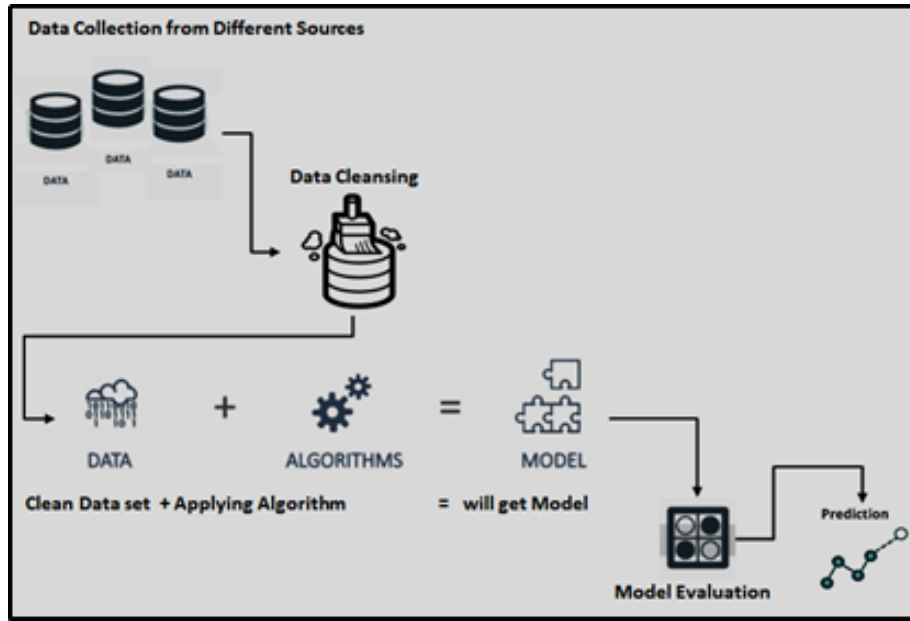 Data Collection from Different Sources
DATA
DATA
DATA
Data Cleansing
DATA + ALGORITHMS = MODEL
Clean Data set + Applying Algorithm = will get Model
Prediction
Model Evaluation